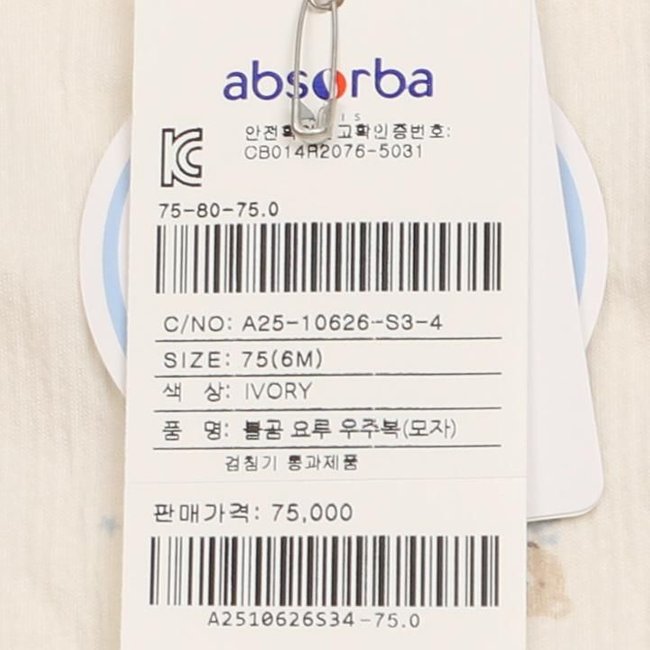 absorba
IS
안전확 고확인증번호:
CB014R2076-5031
75-80-75.0
C/NO: A25-10626-S3-4
SIZE: 75(6M)
색 상: IVORY
품 명: 블곰 요루 우주복(모자)
검침기 통과제품
판매가격: 75,000
A2510626S34-75.0